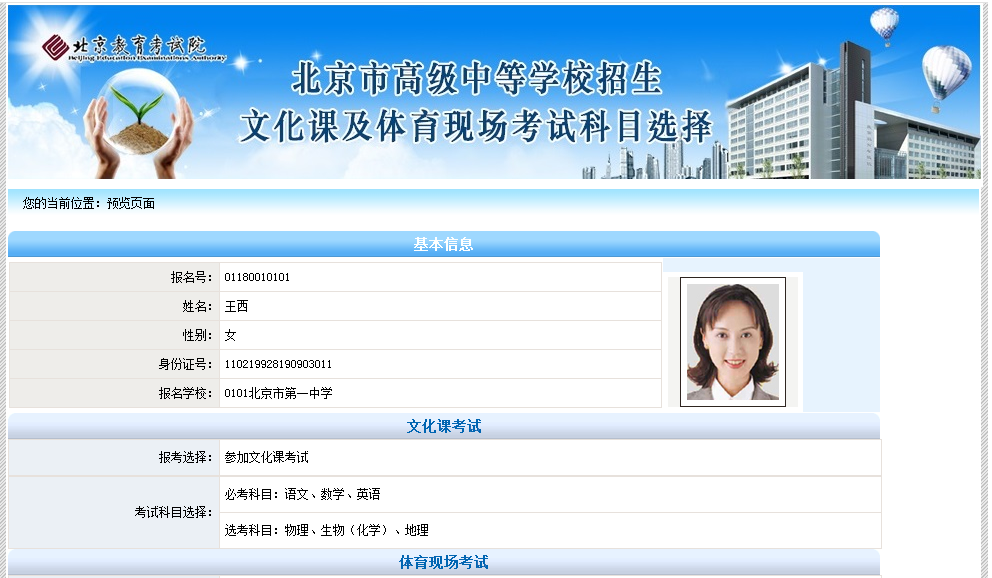 北京教育考试院
Beijing Education Examinations Authority
北京市高级中等学校招生
文化课及体育现场考试科目选择
您的当前位置：预览页面
基本信息
报名号： 01180010101
姓名： 王西
性别： 女
身份证号： 110219928190903011
报名学校： 0101北京市第一中学
文化课考试
报考选择： 参加文化课考试
考试科目选择：
必考科目：语文、数学、英语
选考科目：物理、生物（化学）、地理
体育现场考试